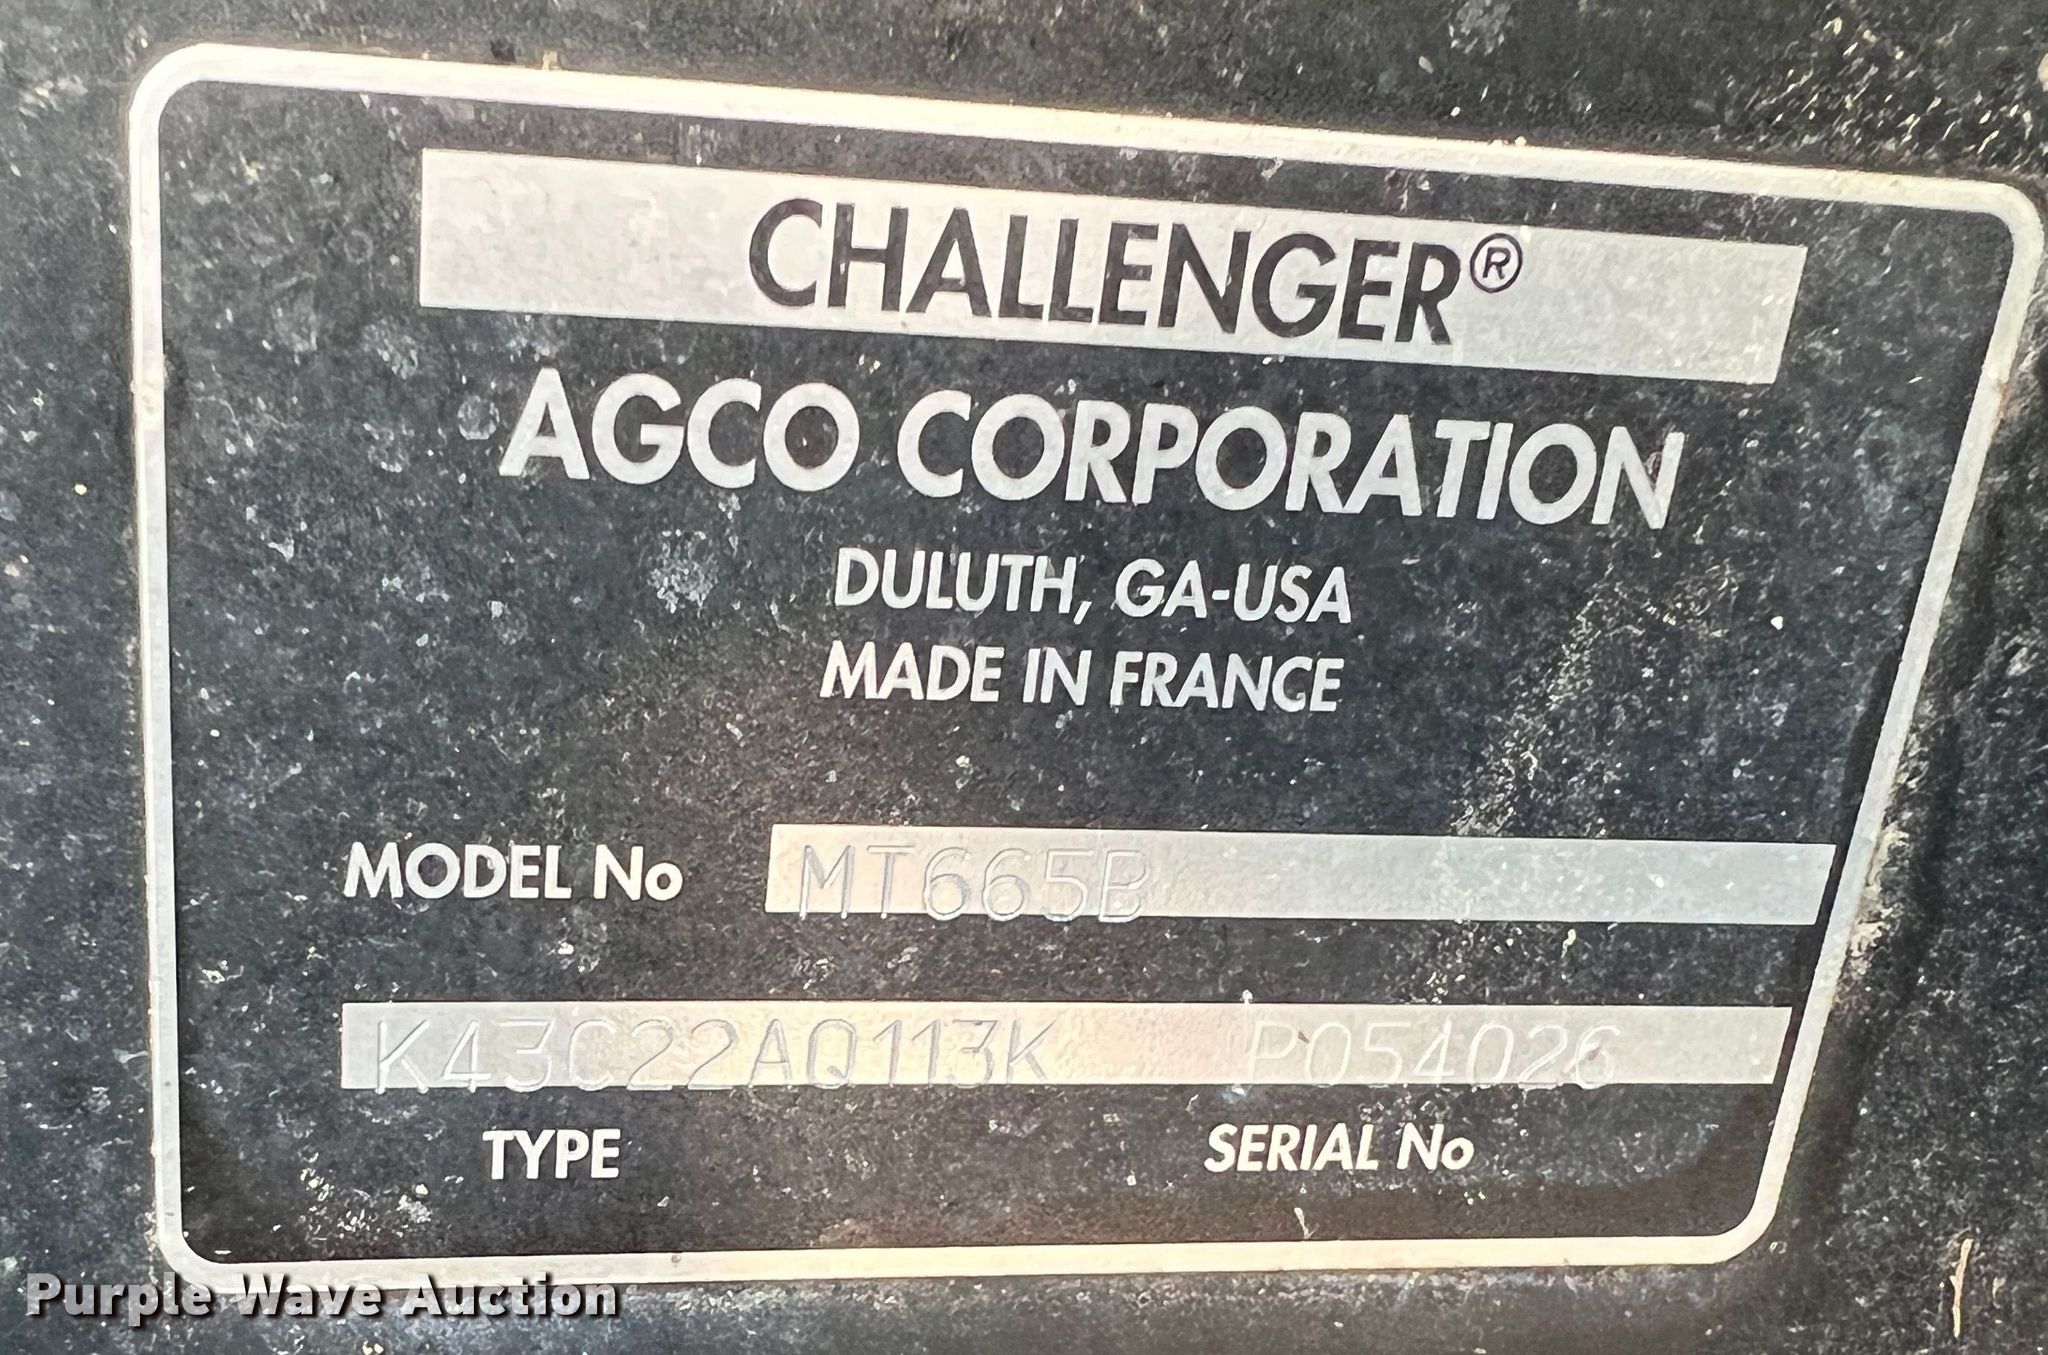 CHALLENGER®
AGCO CORPORATION
DULUTH, GA-USA
MADE IN FRANCE
MODEL No MT665B
K43C22AQ113K P054026
TYPE SERIAL No
Purple Wave Auction